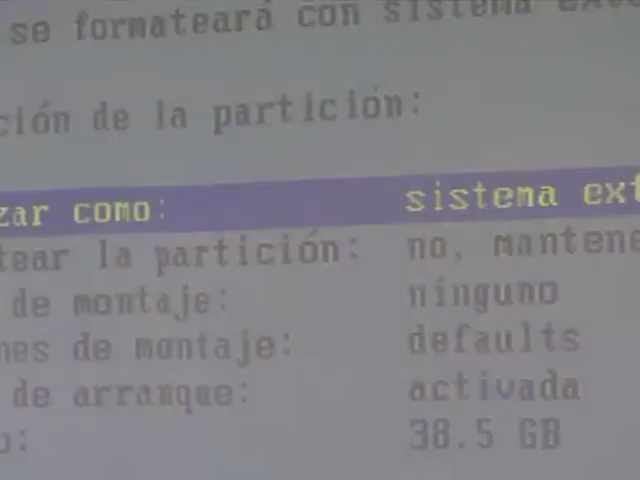 se formateará con sistema
ción de la partición:
zar como: sistema ext
tear la partición: no, mantene
de montaje: ninguno
nes de montaje: defaults
de arranque: activada
o: 38.5 GB